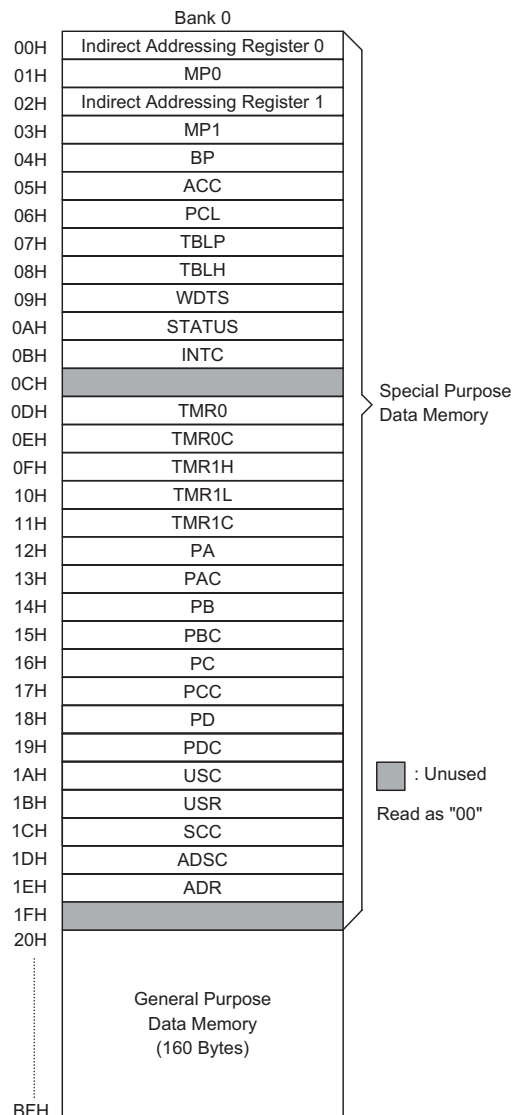 Bank 0
00H Indirect Addressing Register 0
01H MP0
02H Indirect Addressing Register 1
03H MP1
04H BP
05H ACC
06H PCL
07H TBLP
08H TBLH
09H WDTS
0AH STATUS
0BH INTC
0CH
0DH TMR0
0EH TMR0C
0FH TMR1H
10H TMR1L
11H TMR1C
12H PA
13H PAC
14H PB
15H PBC
16H PC
17H PCC
18H PD
19H PDC
1AH USC
1BH USR
1CH SCC
1DH ADSC
1EH ADR
1FH
20H
General Purpose
Data Memory
(160 Bytes)
BFH
Special Purpose
Data Memory
: Unused
Read as "00"